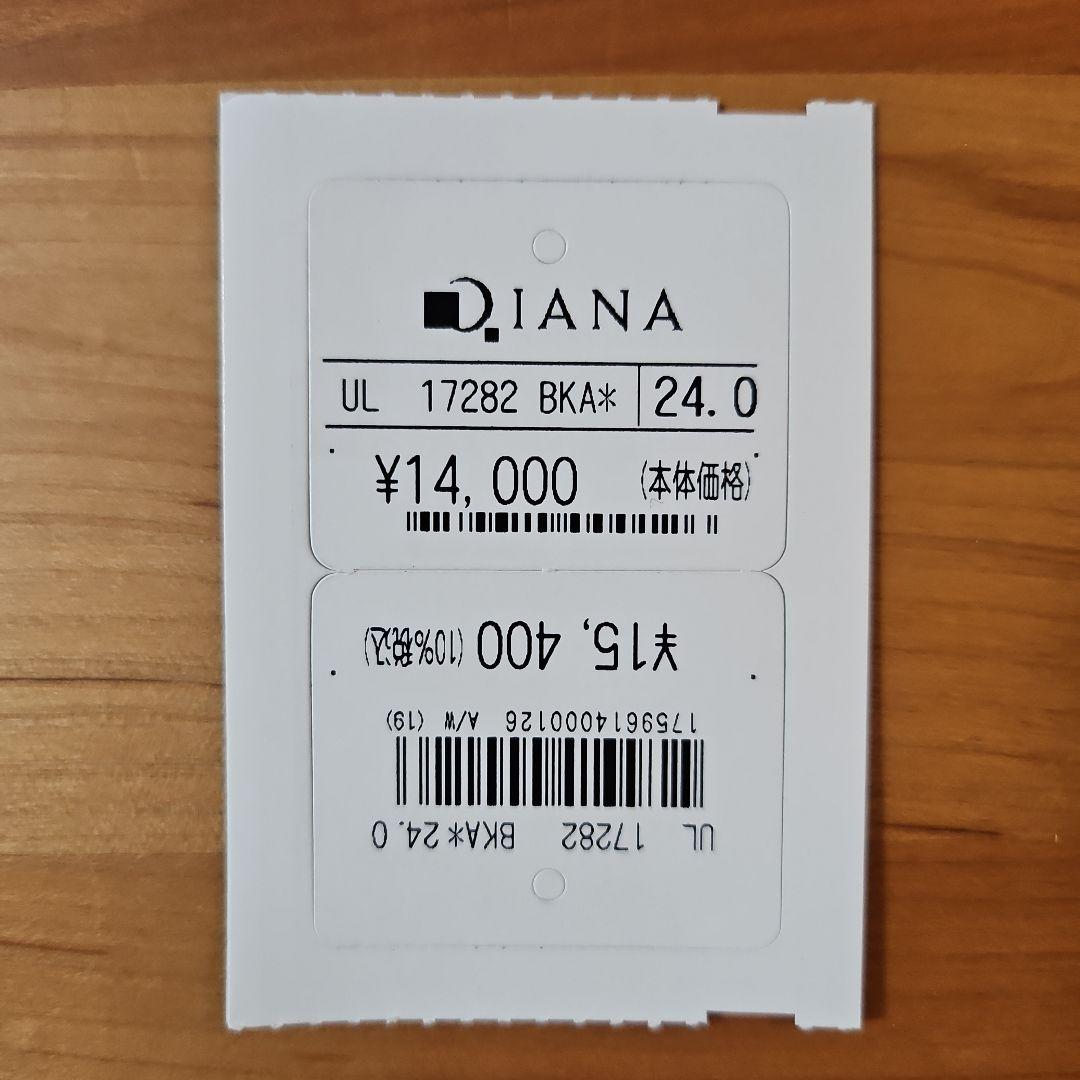 DIANA
UL 17282 BKA* 24.0
¥14,000 (本体価格)
¥15,400 (10%税込)
1759614000126 A/W (19)
UL 17282 BKA*24.0